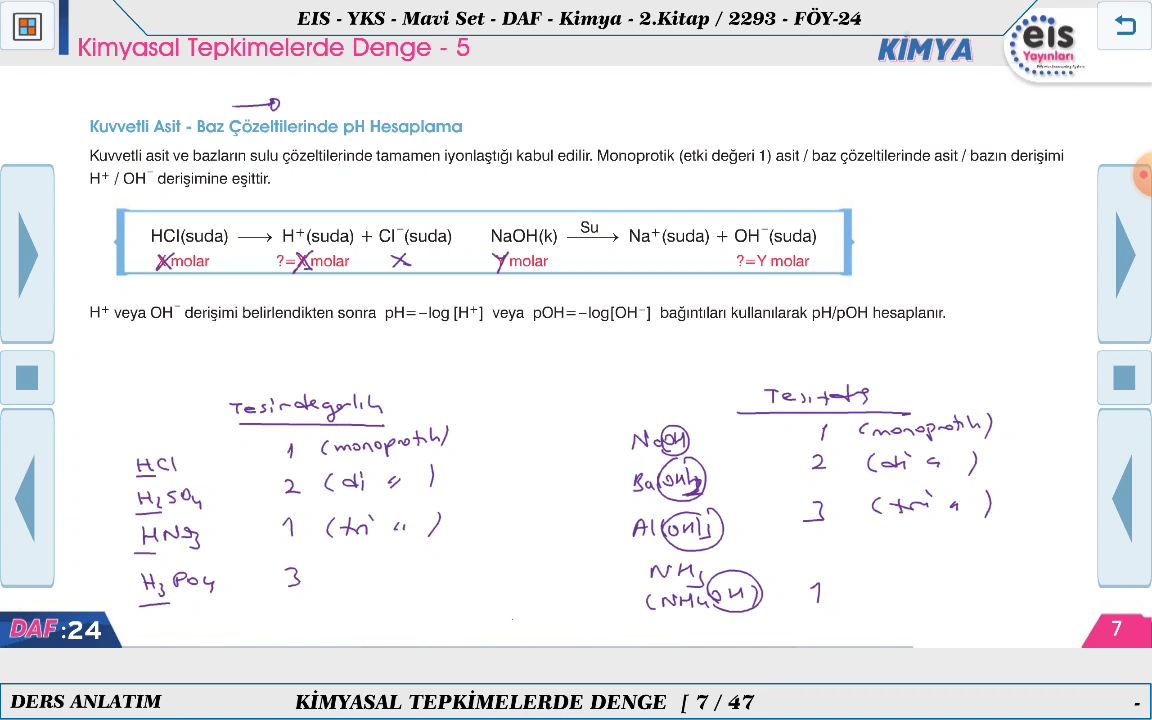 EIS - YKS - Mavi Set - DAF - Kimya - 2.Kitap / 2293 - FÖY-24
Kimyasal Tepkimelerde Denge - 5
KİMYA
eis
Yayınları
Kuvvetli Asit - Baz Çözeltilerinde pH Hesaplama
Kuvvetli asit ve bazların sulu çözeltilerinde tamamen iyonlaştığı kabul edilir. Monoprotik (etki değeri 1) asit / baz çözeltilerinde asit / bazın derişimi
H⁺ / OH⁻ derişimine eşittir.
HCl(suda) ⟶ H⁺(suda) + Cl⁻(suda) NaOH(k) Su ⟶ Na⁺(suda) + OH⁻(suda)
X molar ?=X molar X Y molar ?=Y molar
H⁺ veya OH⁻ derişimi belirlendikten sonra pH=−log [H⁺] veya pOH=−log[OH⁻] bağıntıları kullanılarak pH/pOH hesaplanır.
Tesirdegerlik
HCl 1 (monoprotik)
H₂SO₄ 2 (di " )
HNO₃ 1 (tri " )
H₃PO₄ 3
NaOH 1 (monoprotik)
Ba(OH)₂ 2 (di " )
Al(OH)₃ 3 (tri " )
NH₃
(NH₄OH) 1
DAF:24
7
DERS ANLATIM
KİMYASAL TEPKİMELERDE DENGE [ 7 / 47
-